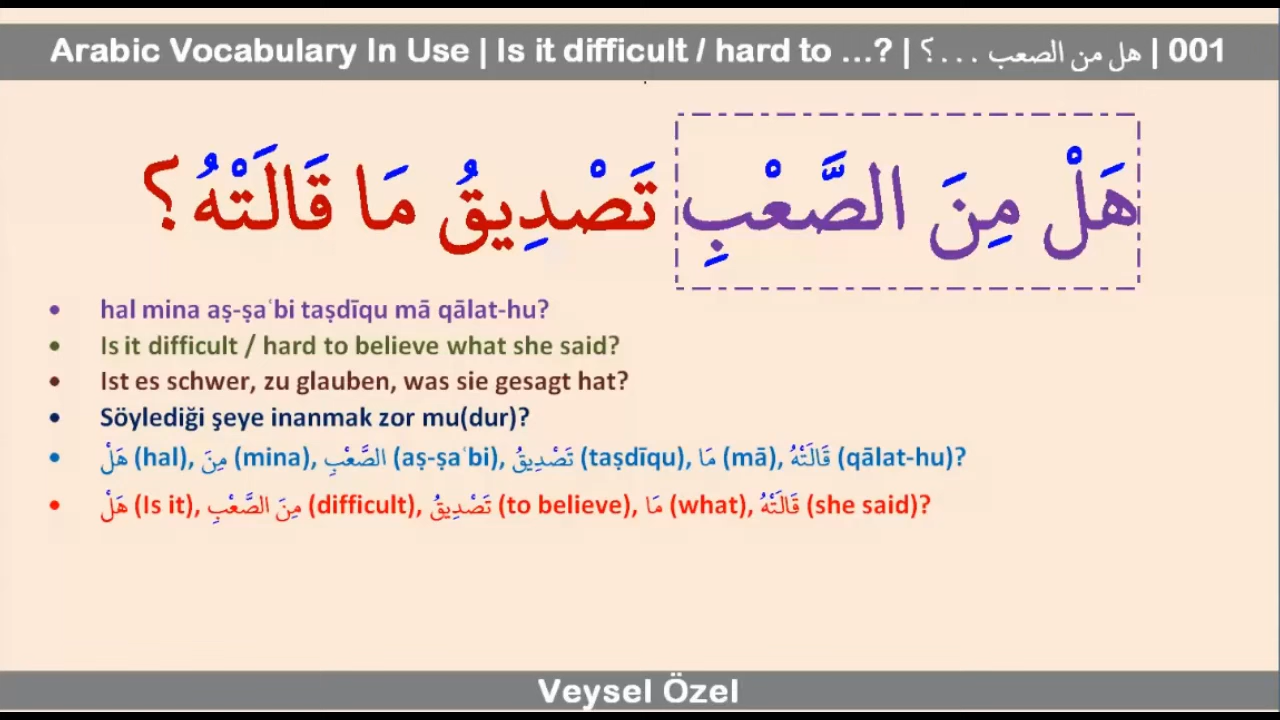 Arabic Vocabulary In Use | Is it difficult / hard to ...? | هل من الصعب ...؟ | 001
هَلْ مِنَ الصَّعْبِ تَصْدِيقُ مَا قَالَتْهُ؟
• hal mina aṣ-ṣaʿbi taṣdīqu mā qālat-hu?
• Is it difficult / hard to believe what she said?
• Ist es schwer, zu glauben, was sie gesagt hat?
• Söylediği şeye inanmak zor mu(dur)?
• هَلْ (hal), مِنَ (mina), الصَّعْبِ (aṣ-ṣaʿbi), تَصْدِيقُ (taṣdīqu), مَا (mā), قَالَتْهُ (qālat-hu)?
• هَلْ (Is it), مِنَ الصَّعْبِ (difficult), تَصْدِيقُ (to believe), مَا (what), قَالَتْهُ (she said)?
Veysel Özel